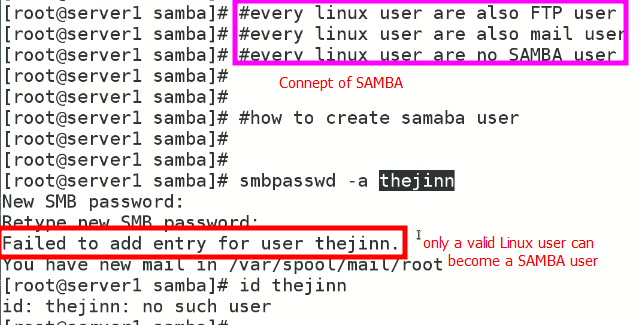 [root@server1 samba]# #every linux user are also FTP user
[root@server1 samba]# #every linux user are also mail user
[root@server1 samba]# #every linux user are no SAMBA user
[root@server1 samba]# Connept of SAMBA
[root@server1 samba]#
[root@server1 samba]# #how to create samaba user
[root@server1 samba]#
[root@server1 samba]#
[root@server1 samba]# smbpasswd -a thejinn
New SMB password:
Retype new SMB password:
Failed to add entry for user thejinn. only a valid Linux user can
You have new mail in /var/spool/mail/root become a SAMBA user
[root@server1 samba]# id thejinn
id: thejinn: no such user
[root@server1 samba]#